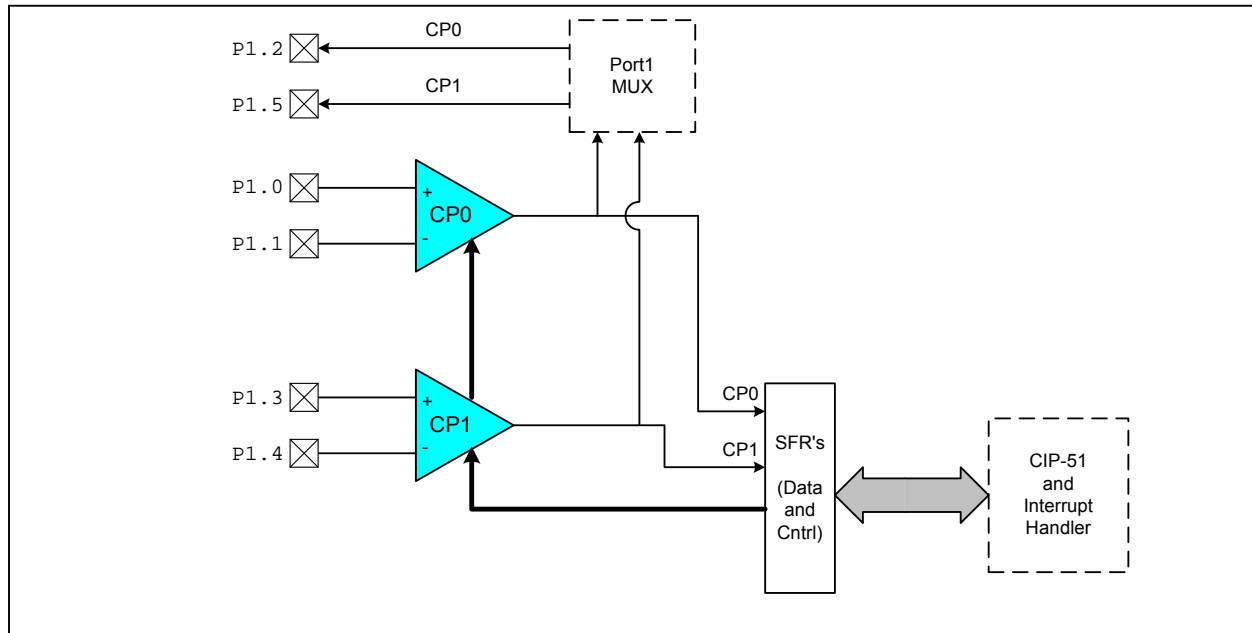 CP0
P1.2
CP1
P1.5
Port1
MUX
P1.0
+
CP0
-
P1.1
P1.3
+
CP1
-
P1.4
CP0
CP1
SFR's
(Data
and
Cntrl)
CIP-51
and
Interrupt
Handler